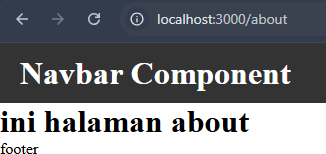 localhost:3000/about
Navbar Component
ini halaman about
footer